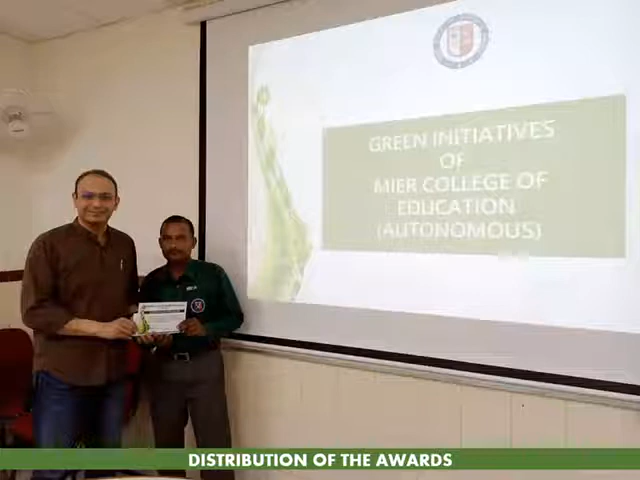 GREEN INITIATIVES
OF
MIER COLLEGE OF
EDUCATION
(AUTONOMOUS)
DISTRIBUTION OF THE AWARDS